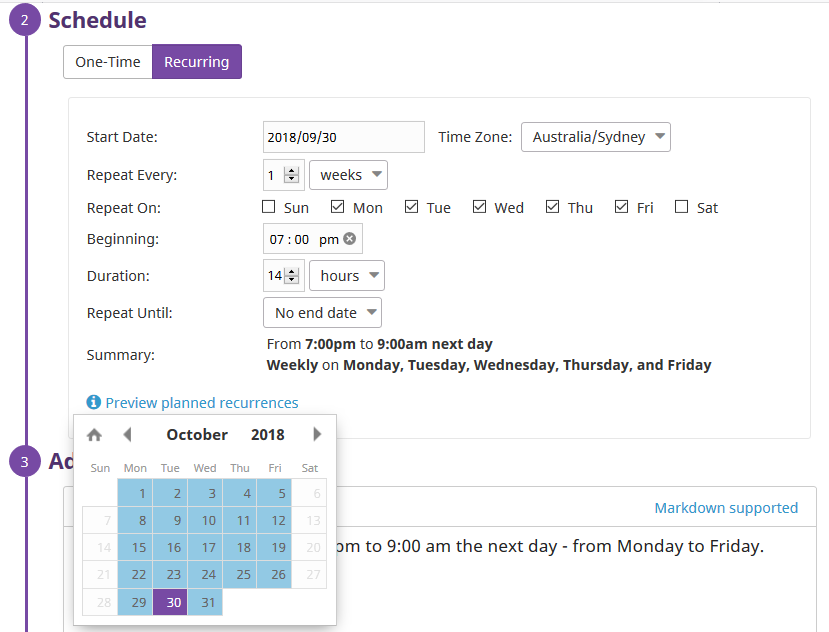 2 Schedule
One-Time Recurring
Start Date: 2018/09/30 Time Zone: Australia/Sydney
Repeat Every: 1 weeks
Repeat On: Sun Mon Tue Wed Thu Fri Sat
Beginning: 07 : 00 pm
Duration: 14 hours
Repeat Until: No end date
Summary: From 7:00pm to 9:00am next day
Weekly on Monday, Tuesday, Wednesday, Thursday, and Friday
Preview planned recurrences
October 2018
3 Ad
Sun Mon Tue Wed Thu Fri Sat
1 2 3 4 5 6
Markdown supported
7 8 9 10 11 12 13
14 15 16 17 18 19 20
pm to 9:00 am the next day - from Monday to Friday.
21 22 23 24 25 26 27
28 29 30 31